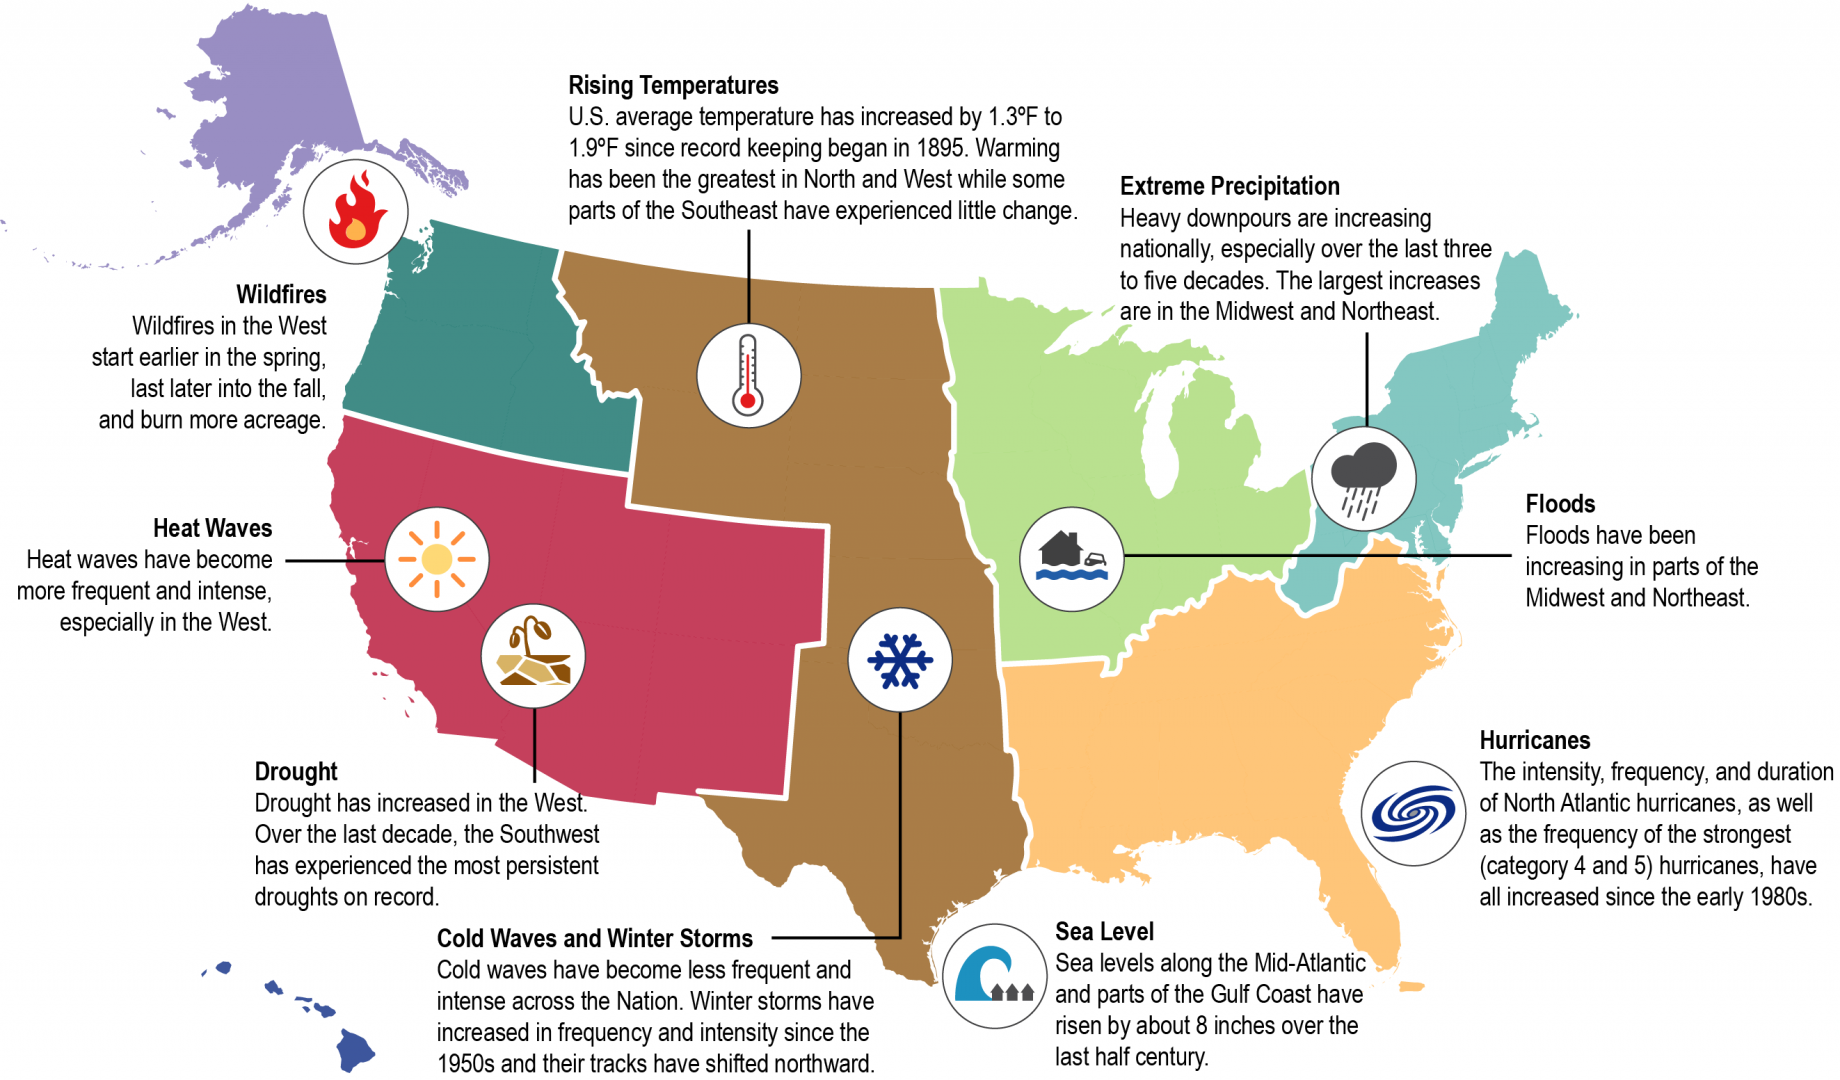 Rising Temperatures
U.S. average temperature has increased by 1.3ºF to
1.9ºF since record keeping began in 1895. Warming
has been the greatest in North and West while some
parts of the Southeast have experienced little change.
Extreme Precipitation
Heavy downpours are increasing
nationally, especially over the last three
to five decades. The largest increases
are in the Midwest and Northeast.
Wildfires
Wildfires in the West
start earlier in the spring,
last later into the fall,
and burn more acreage.
Heat Waves
Heat waves have become
more frequent and intense,
especially in the West.
Floods
Floods have been
increasing in parts of the
Midwest and Northeast.
Drought
Drought has increased in the West.
Over the last decade, the Southwest
has experienced the most persistent
droughts on record.
Hurricanes
The intensity, frequency, and duration
of North Atlantic hurricanes, as well
as the frequency of the strongest
(category 4 and 5) hurricanes, have
all increased since the early 1980s.
Cold Waves and Winter Storms
Cold waves have become less frequent and
intense across the Nation. Winter storms have
increased in frequency and intensity since the
1950s and their tracks have shifted northward.
Sea Level
Sea levels along the Mid-Atlantic
and parts of the Gulf Coast have
risen by about 8 inches over the
last half century.